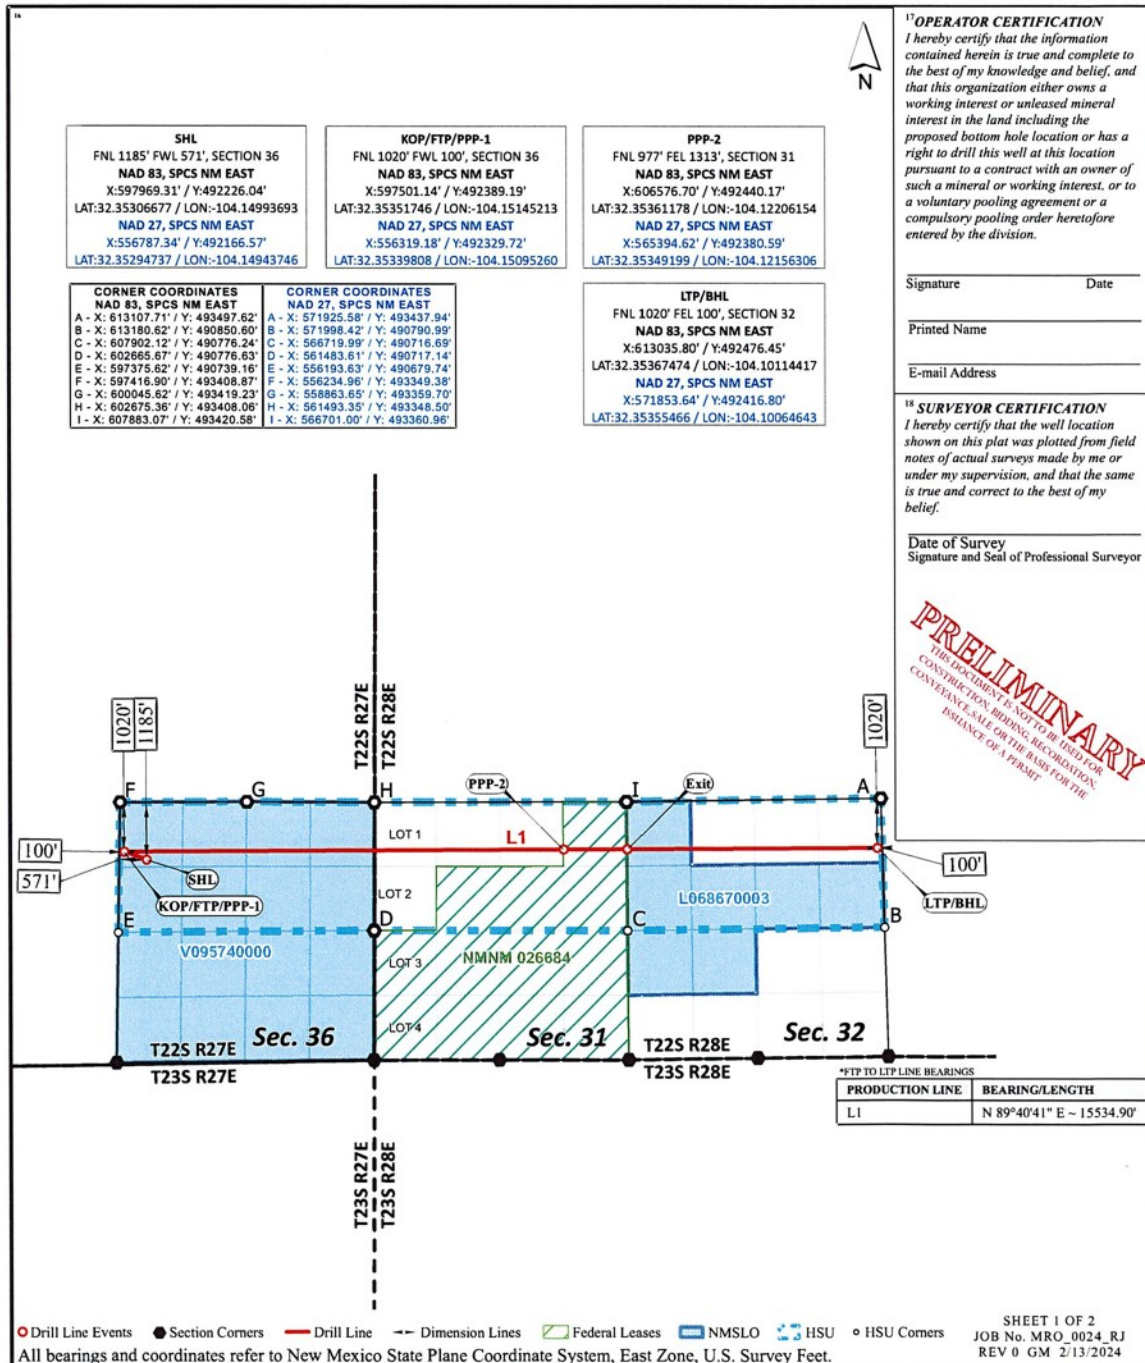 16
N
SHL
FNL 1185' FWL 571', SECTION 36
NAD 83, SPCS NM EAST
X:597969.31' / Y:492226.04'
LAT:32.35306677 / LON:-104.14993693
NAD 27, SPCS NM EAST
X:556787.34' / Y:492166.57'
LAT:32.35294737 / LON:-104.14943746
KOP/FTP/PPP-1
FNL 1020' FWL 100', SECTION 36
NAD 83, SPCS NM EAST
X:597501.14' / Y:492389.19'
LAT:32.35351746 / LON:-104.15145213
NAD 27, SPCS NM EAST
X:556319.18' / Y:492329.72'
LAT:32.35339808 / LON:-104.15095260
PPP-2
FNL 977' FEL 1313', SECTION 31
NAD 83, SPCS NM EAST
X:606576.70' / Y:492440.17'
LAT:32.35361178 / LON:-104.12206154
NAD 27, SPCS NM EAST
X:565394.62' / Y:492380.59'
LAT:32.35349199 / LON:-104.12156306
CORNER COORDINATES
NAD 83, SPCS NM EAST
A - X: 613107.71' / Y: 493497.62'
B - X: 613180.62' / Y: 490850.60'
C - X: 607902.12' / Y: 490776.24'
D - X: 602665.67' / Y: 490776.63'
E - X: 597375.62' / Y: 490739.16'
F - X: 597416.90' / Y: 493408.87'
G - X: 600045.62' / Y: 493419.23'
H - X: 602675.36' / Y: 493408.06'
I - X: 607883.07' / Y: 493420.58'
CORNER COORDINATES
NAD 27, SPCS NM EAST
A - X: 571925.58' / Y: 493437.94'
B - X: 571998.42' / Y: 490790.99'
C - X: 566719.99' / Y: 490716.69'
D - X: 561483.61' / Y: 490717.14'
E - X: 556193.63' / Y: 490679.74'
F - X: 556234.96' / Y: 493349.38'
G - X: 558863.65' / Y: 493359.70'
H - X: 561493.35' / Y: 493348.50'
I - X: 566701.00' / Y: 493360.96'
LTP/BHL
FNL 1020' FEL 100', SECTION 32
NAD 83, SPCS NM EAST
X:613035.80' / Y:492476.45'
LAT:32.35367474 / LON:-104.10114417
NAD 27, SPCS NM EAST
X:571853.64' / Y:492416.80'
LAT:32.35355466 / LON:-104.10064643
17 OPERATOR CERTIFICATION
I hereby certify that the information
contained herein is true and complete to
the best of my knowledge and belief, and
that this organization either owns a
working interest or unleased mineral
interest in the land including the
proposed bottom hole location or has a
right to drill this well at this location
pursuant to a contract with an owner of
such a mineral or working interest, or to
a voluntary pooling agreement or a
compulsory pooling order heretofore
entered by the division.
Signature Date
Printed Name
E-mail Address
18 SURVEYOR CERTIFICATION
I hereby certify that the well location
shown on this plat was plotted from field
notes of actual surveys made by me or
under my supervision, and that the same
is true and correct to the best of my
belief.
Date of Survey
Signature and Seal of Professional Surveyor
PRELIMINARY
THIS DOCUMENT IS NOT TO BE USED FOR
CONSTRUCTION, BIDDING, RECORDATION,
CONVEYANCE, SALE OR THE BASIS FOR THE
ISSUANCE OF A PERMIT
T22S R27E
T22S R28E
1020'
1185'
1020'
F
G
H
PPP-2
I
Exit
A
LOT 1
L1
100'
571'
SHL
KOP/FTP/PPP-1
100'
LTP/BHL
LOT 2
L068670003
E
D
C
B
V095740000
NMNM 026684
LOT 3
LOT 4
Sec. 36
Sec. 31
Sec. 32
T22S R27E
T23S R27E
T22S R28E
T23S R28E
*FTP TO LTP LINE BEARINGS
PRODUCTION LINE BEARING/LENGTH
L1 N 89°40'41" E ~ 15534.90'
T23S R27E
T23S R28E
Drill Line Events Section Corners Drill Line Dimension Lines Federal Leases NMSLO HSU HSU Corners
All bearings and coordinates refer to New Mexico State Plane Coordinate System, East Zone, U.S. Survey Feet.
SHEET 1 OF 2
JOB No. MRO_0024_RJ
REV 0 GM 2/13/2024